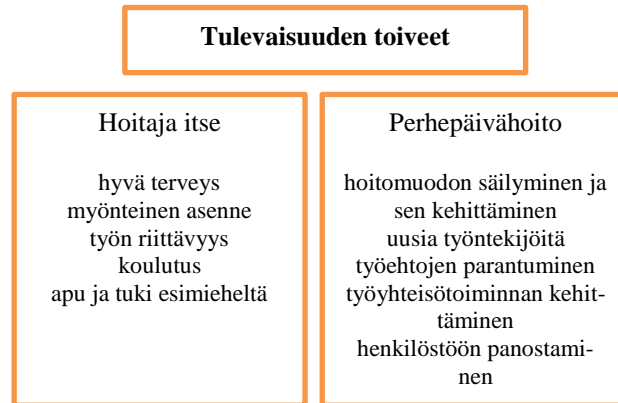 Tulevaisuuden toiveet
Hoitaja itse
hyvä terveys
myönteinen asenne
työn riittävyys
koulutus
apu ja tuki esimieheltä
Perhepäivähoito
hoitomuodon säilyminen ja
sen kehittäminen
uusia työntekijöitä
työehtojen parantuminen
työyhteisötoiminnan kehit-
täminen
henkilöstöön panostami-
nen